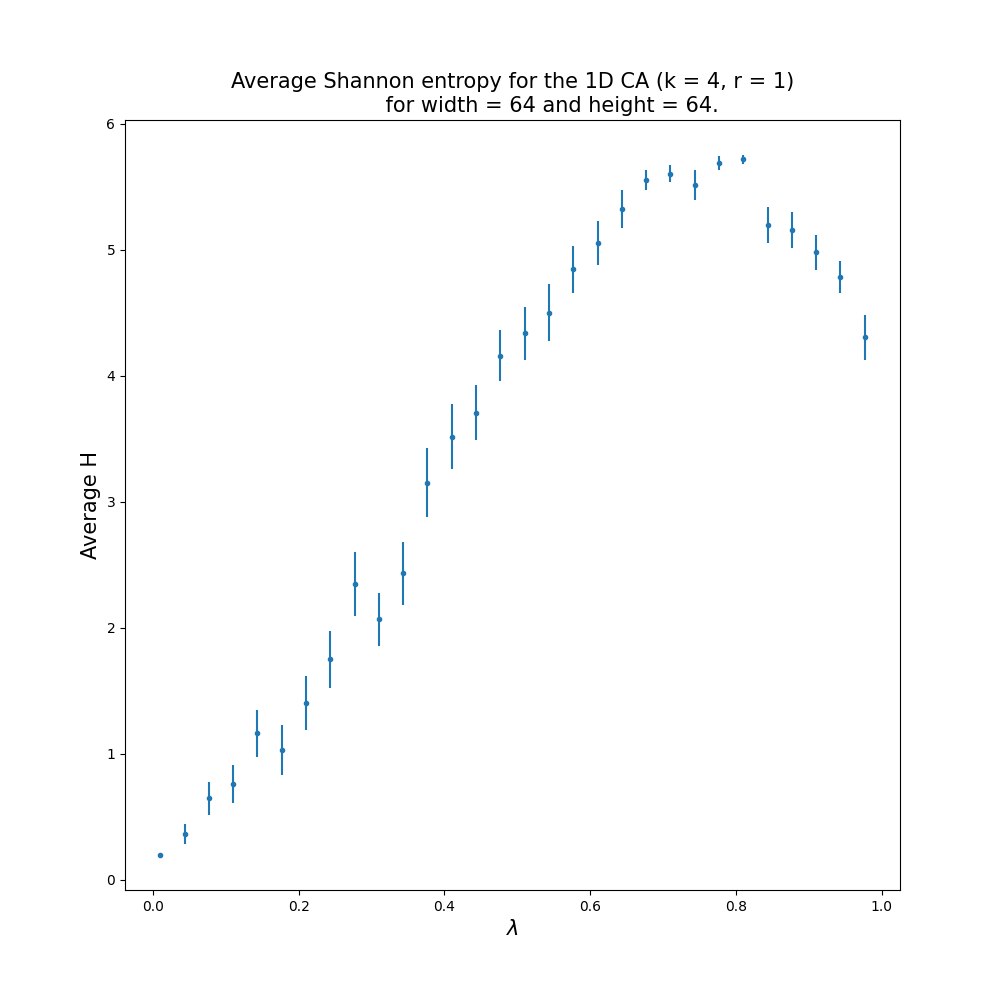 Average Shannon entropy for the 1D CA (k = 4, r = 1)
for width = 64 and height = 64.
6
5
4
3
2
1
0
Average H
0.0 0.2 0.4 0.6 0.8 1.0
λ